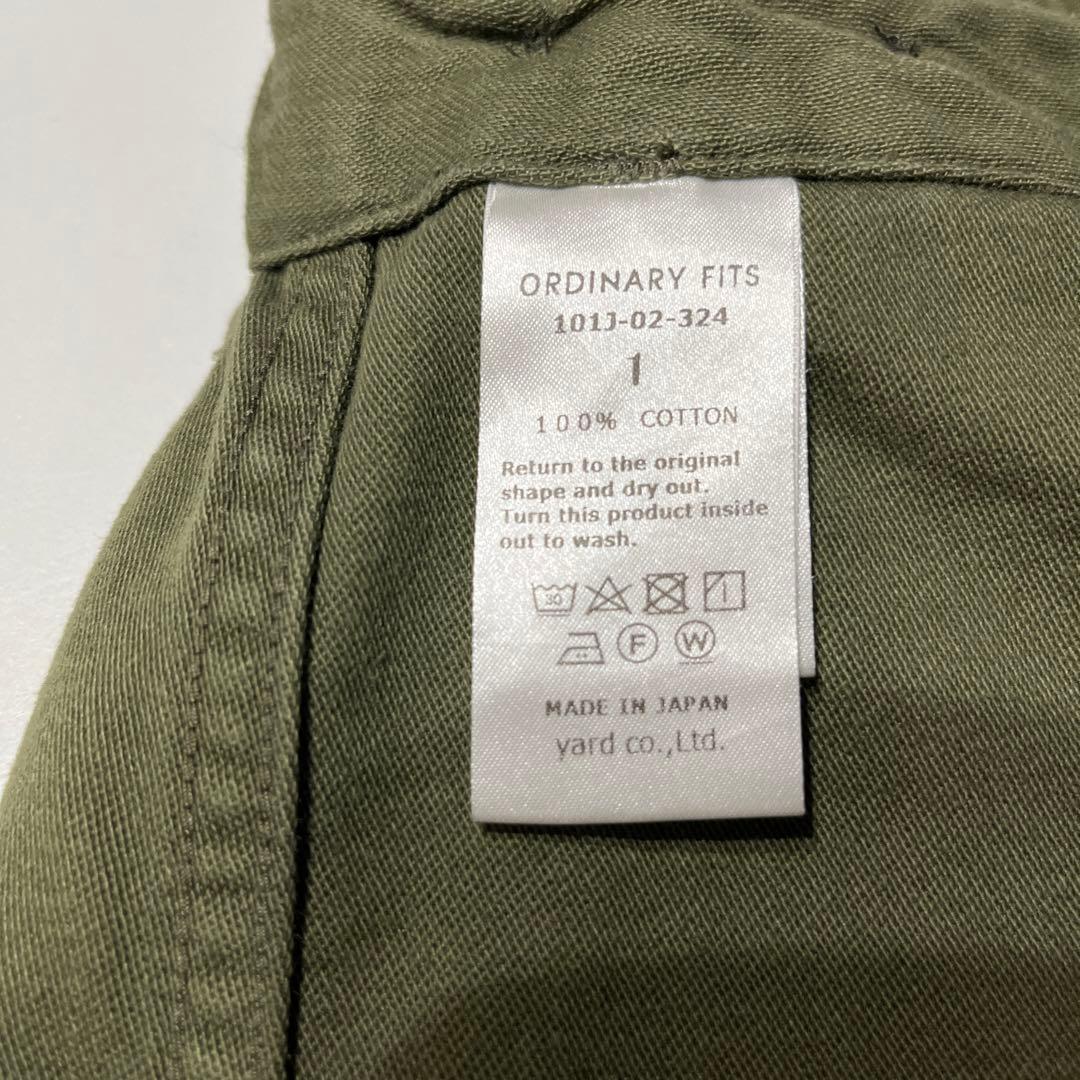 ORDINARY FITS
101J-02-324
1
100% COTTON
Return to the original
shape and dry out.
Turn this product inside
out to wash.
30
F W
MADE IN JAPAN
yard co.,Ltd.